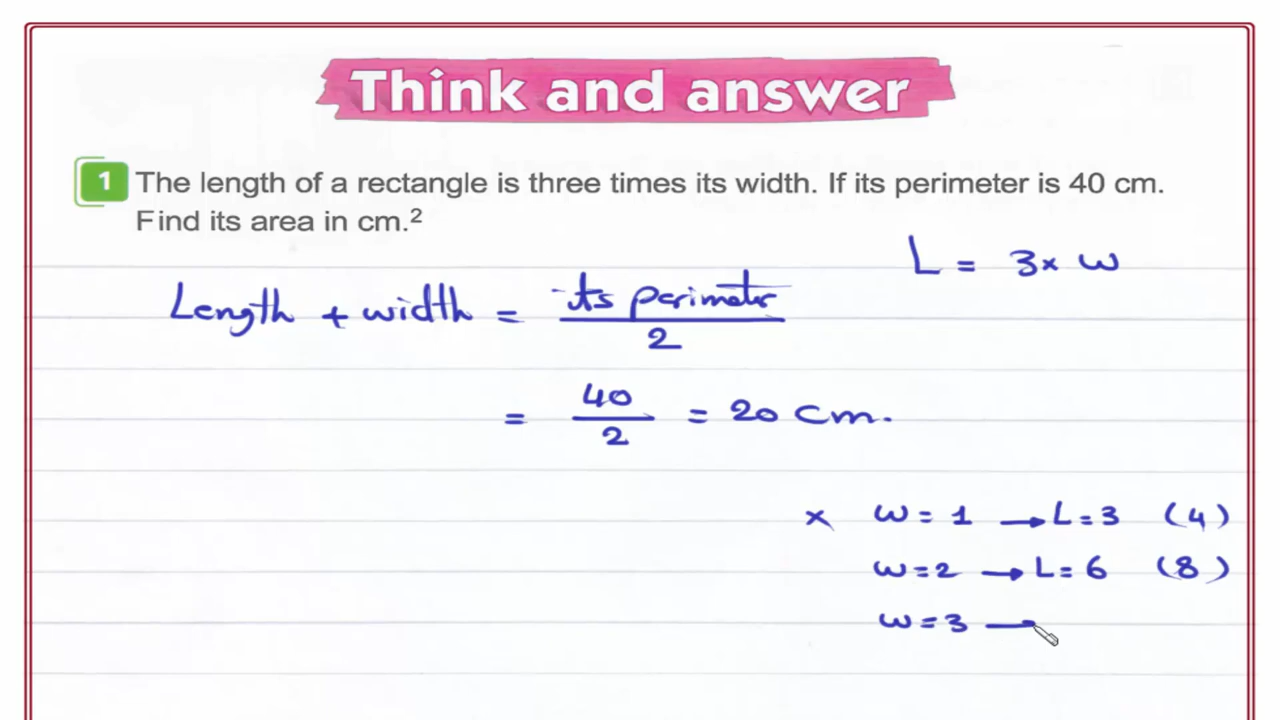 Think and answer
1 The length of a rectangle is three times its width. If its perimeter is 40 cm.
Find its area in cm.²
L = 3 × w
Length + width = its perimeter / 2
= 40 / 2 = 20 cm.
× w = 1 → L = 3 (4)
w = 2 → L = 6 (8)
w = 3 →